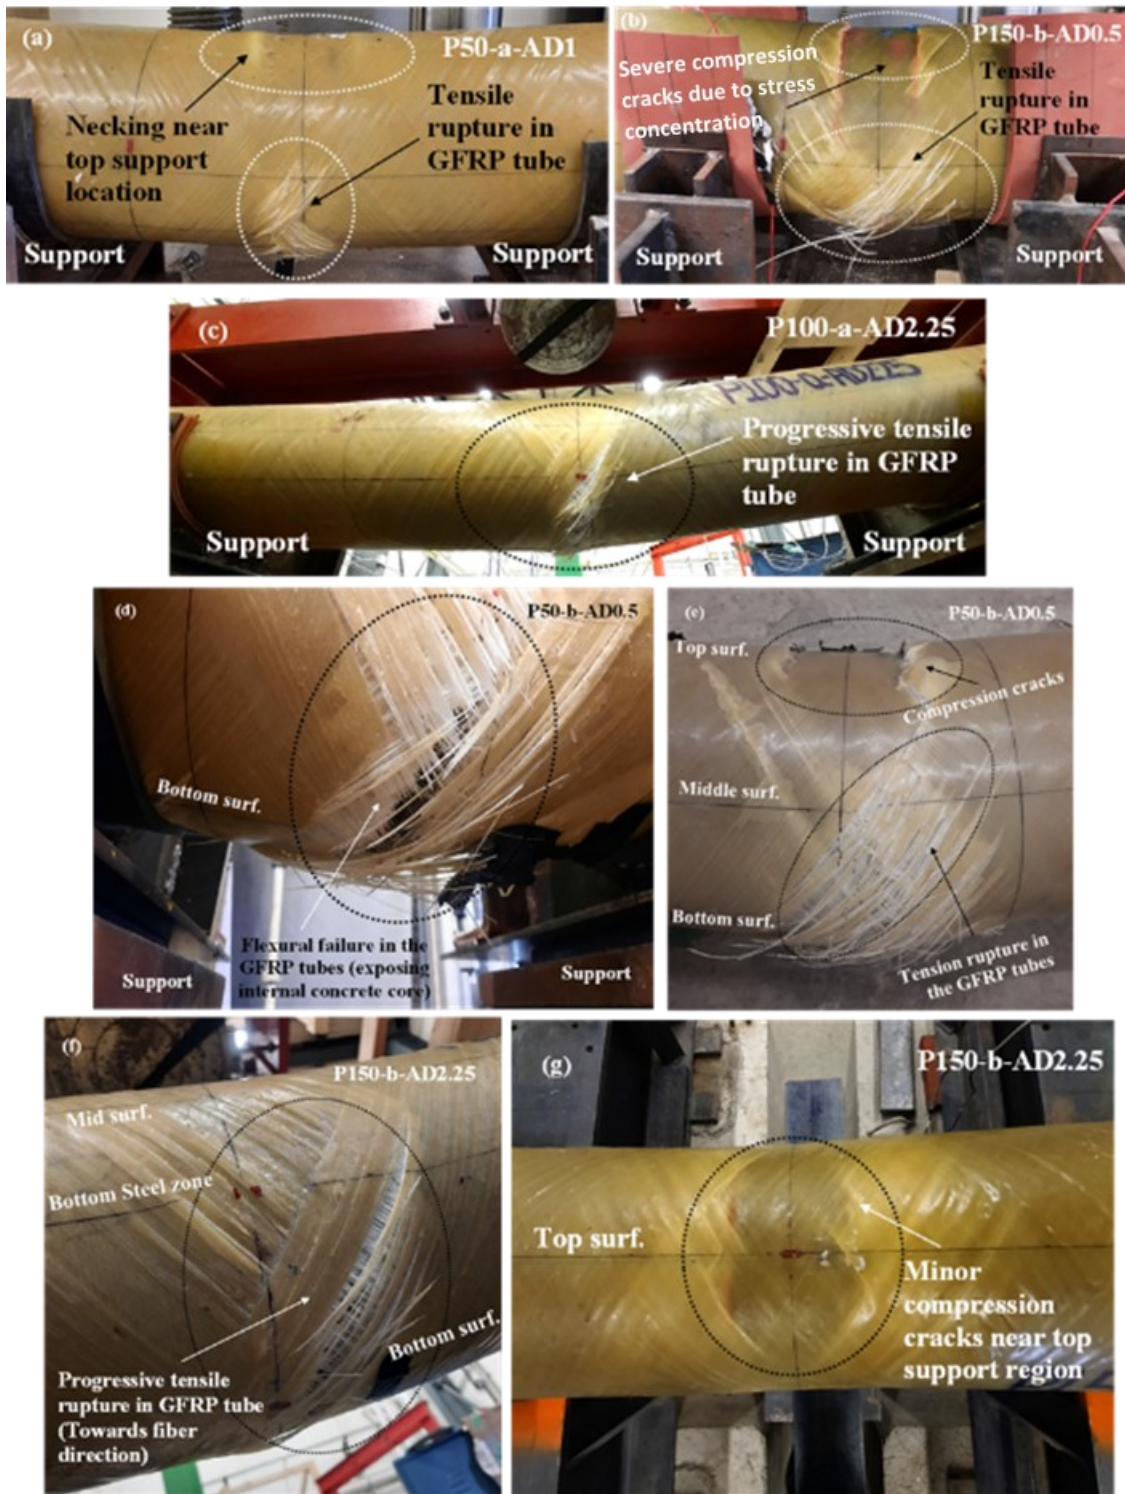 (a)
P50-a-AD1
Necking near
top support
location
Tensile
rupture in
GFRP tube
Support
Support
(b)
P150-b-AD0.5
Severe compression
cracks due to stress
concentration
Tensile
rupture in
GFRP tube
Support
Support
(c)
P100-a-AD2.25
P100-a-AD225
Progressive tensile
rupture in GFRP
tube
Support
Support
(d)
P50-b-AD0.5
Bottom surf.
Flexural failure in the
GFRP tubes (exposing
internal concrete core)
Support
Support
(e)
P50-b-AD0.5
Top surf.
Compression cracks
Middle surf.
Bottom surf.
Tension rupture in
the GFRP tubes
(f)
P150-b-AD2.25
Mid surf.
Bottom Steel zone
Bottom surf.
Progressive tensile
rupture in GFRP tube
(Towards fiber
direction)
(g)
P150-b-AD2.25
Top surf.
Minor
compression
cracks near top
support region